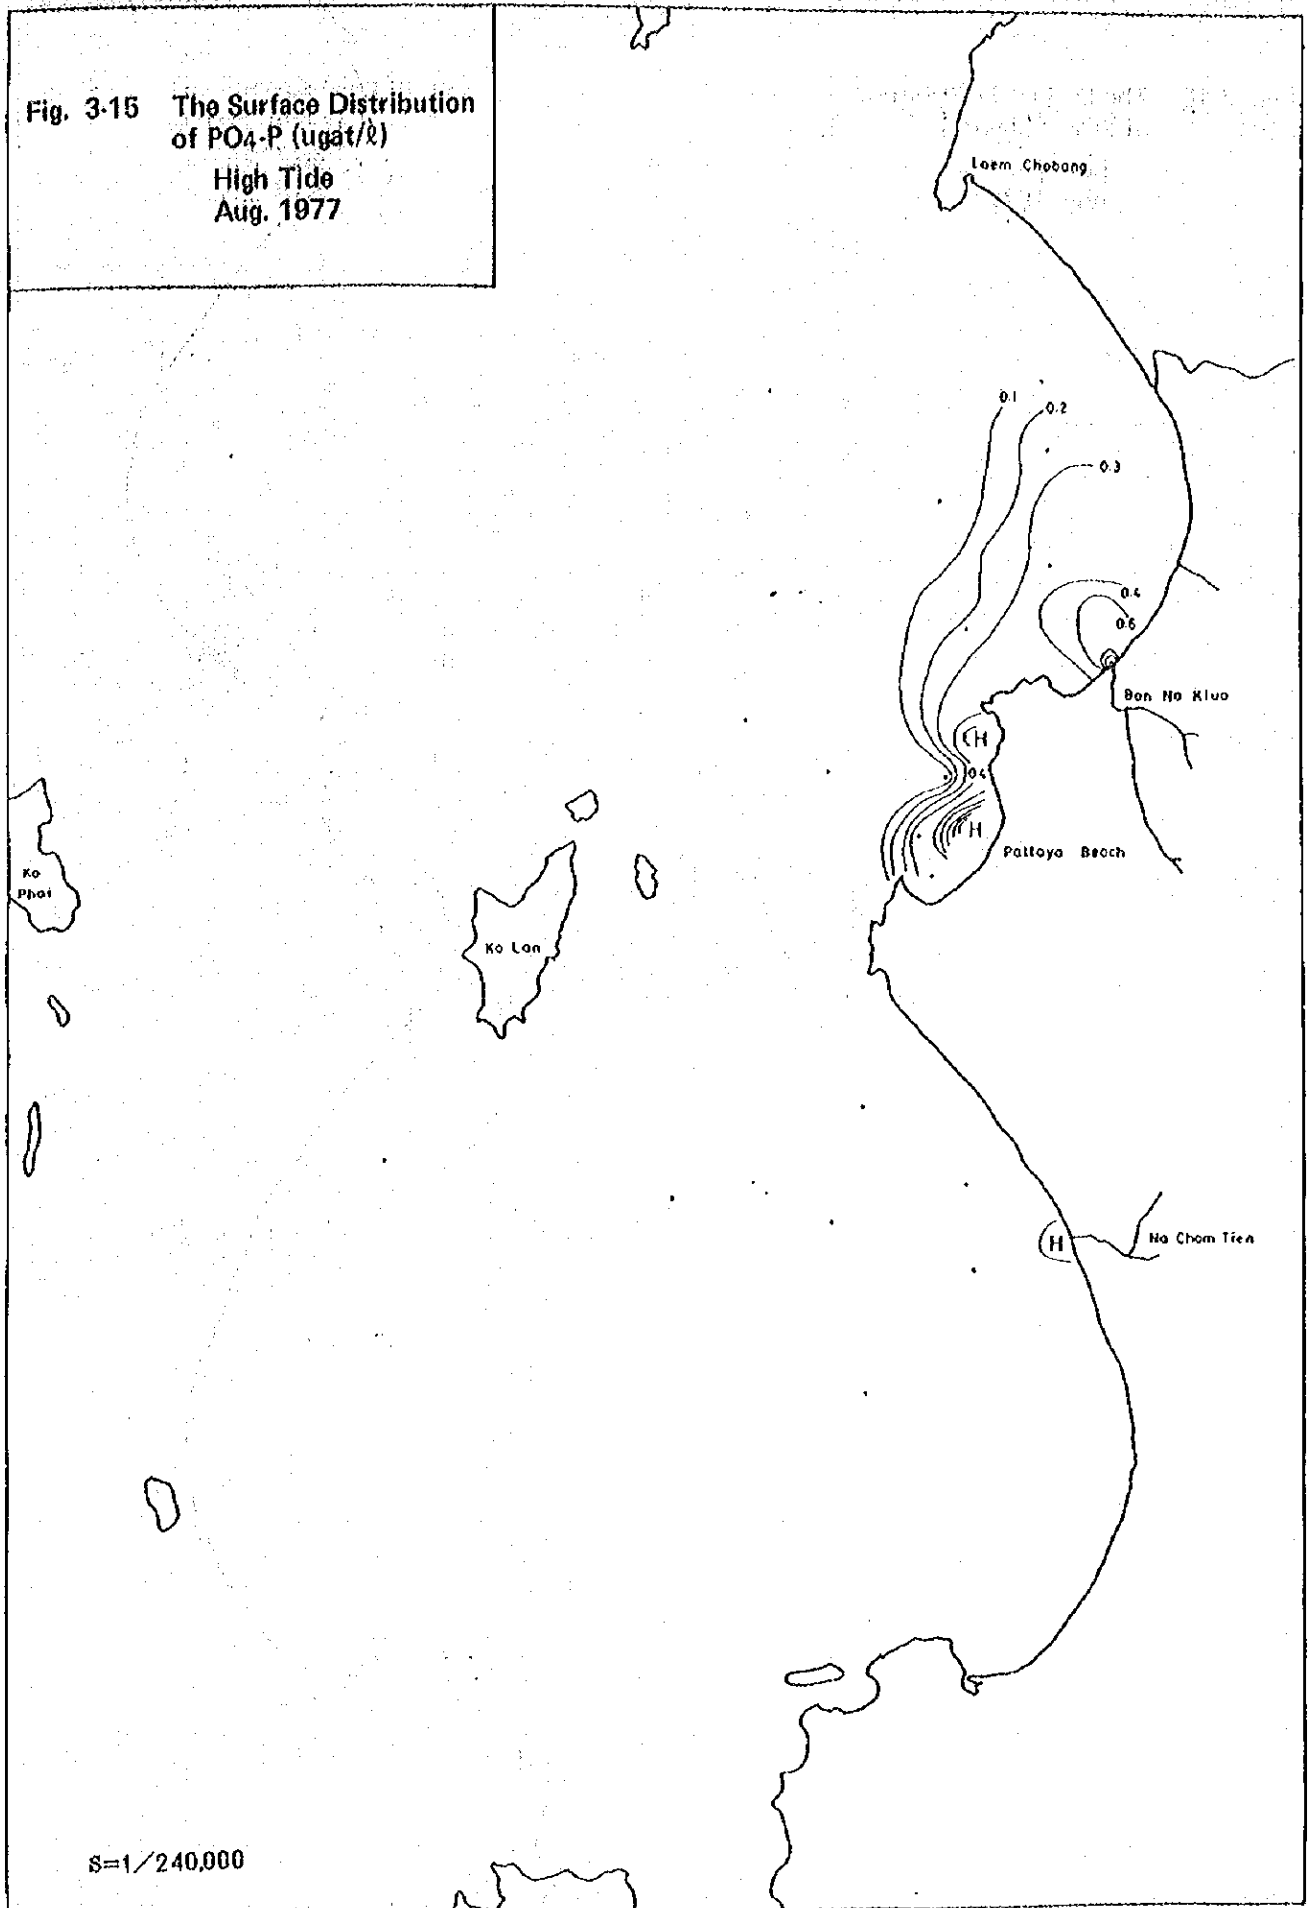 Fig. 3-15 The Surface Distribution
of PO4-P (ugat/ℓ)
High Tide
Aug. 1977
Laem Chobang
0.1
0.2
0.3
0.4
0.6
Ban Na Klua
H
0.4
H
Pattaya Beach
Ko
Phai
Ko Lan
H
Na Chom Tien
S=1/240,000